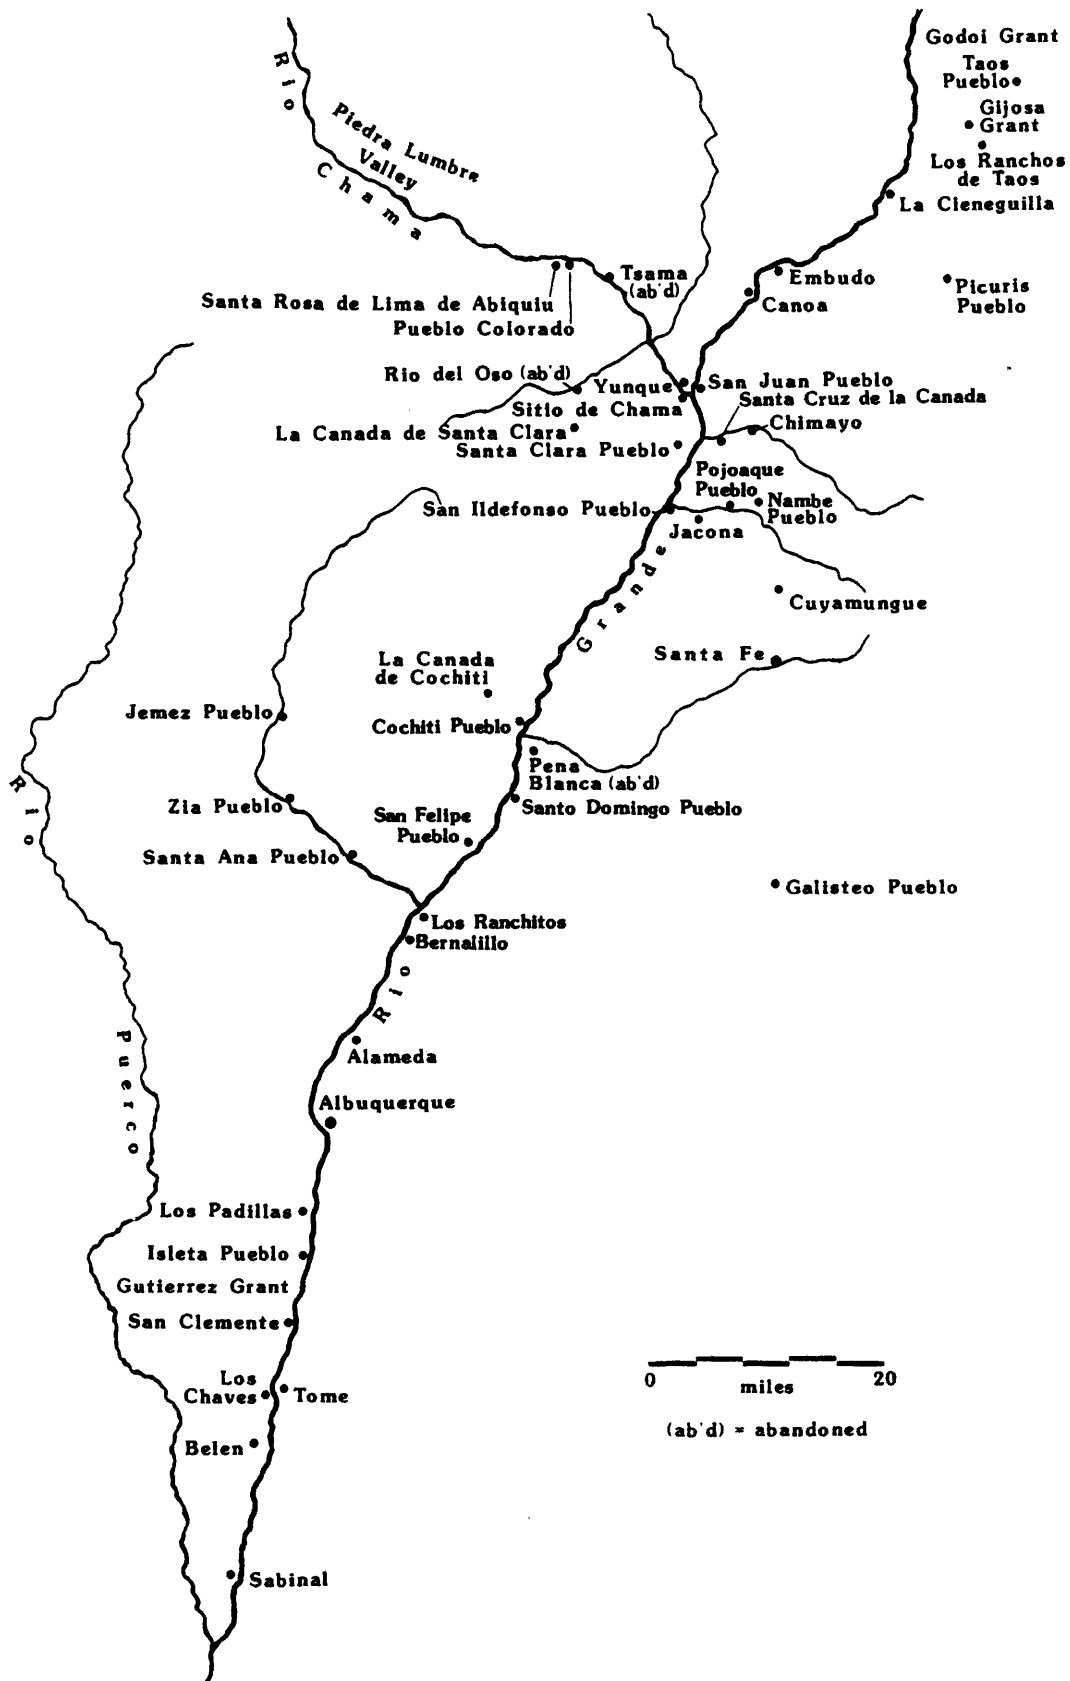 Godoi Grant
Taos
Pueblo
Gijosa
Grant
Los Ranchos
de Taos
La Cieneguilla
Rio
Chama
Piedra Lumbre
Valley
Tsama
(ab'd)
Embudo
Canoa
Picuris
Pueblo
Santa Rosa de Lima de Abiquiu
Pueblo Colorado
Rio del Oso (ab'd)
Yunque
San Juan Pueblo
Sitio de Chama
Santa Cruz de la Canada
La Canada de Santa Clara
Chimayo
Santa Clara Pueblo
Pojoaque
Pueblo
San Ildefonso Pueblo
Nambe
Pueblo
Jacona
Cuyamungue
Grande
Santa Fe
La Canada
de Cochiti
Jemez Pueblo
Cochiti Pueblo
Pena
Blanca (ab'd)
Rio
Zia Pueblo
San Felipe
Pueblo
Santo Domingo Pueblo
Santa Ana Pueblo
Galisteo Pueblo
Los Ranchitos
Bernalillo
Rio
Puerco
Alameda
Albuquerque
Los Padillas
Isleta Pueblo
Gutierrez Grant
San Clemente
Los
Chaves
Tome
Belen
Sabinal
0 20
miles
(ab'd) = abandoned